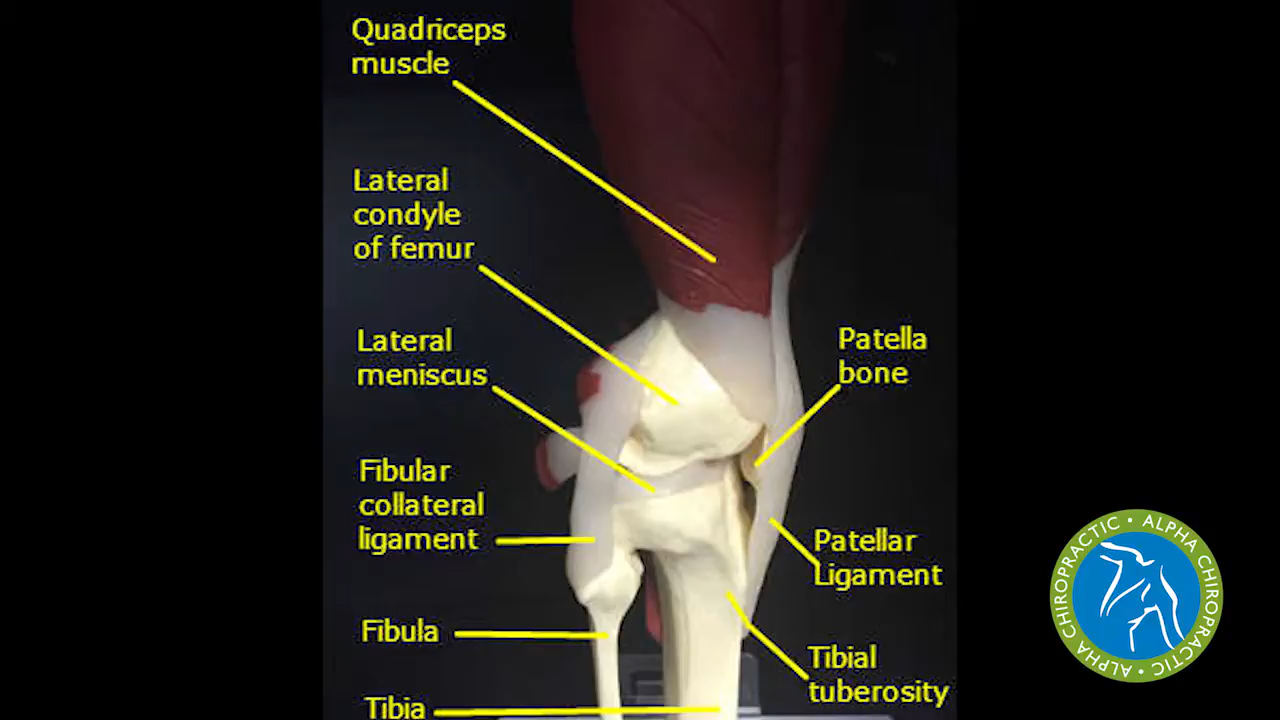 Quadriceps
muscle
Lateral
condyle
of femur
Lateral
meniscus
Patella
bone
Fibular
collateral
ligament
Patellar
Ligament
Fibula
Tibial
tuberosity
Tibia
ALPHA CHIROPRACTIC • ALPHA CHIROPRACTIC •